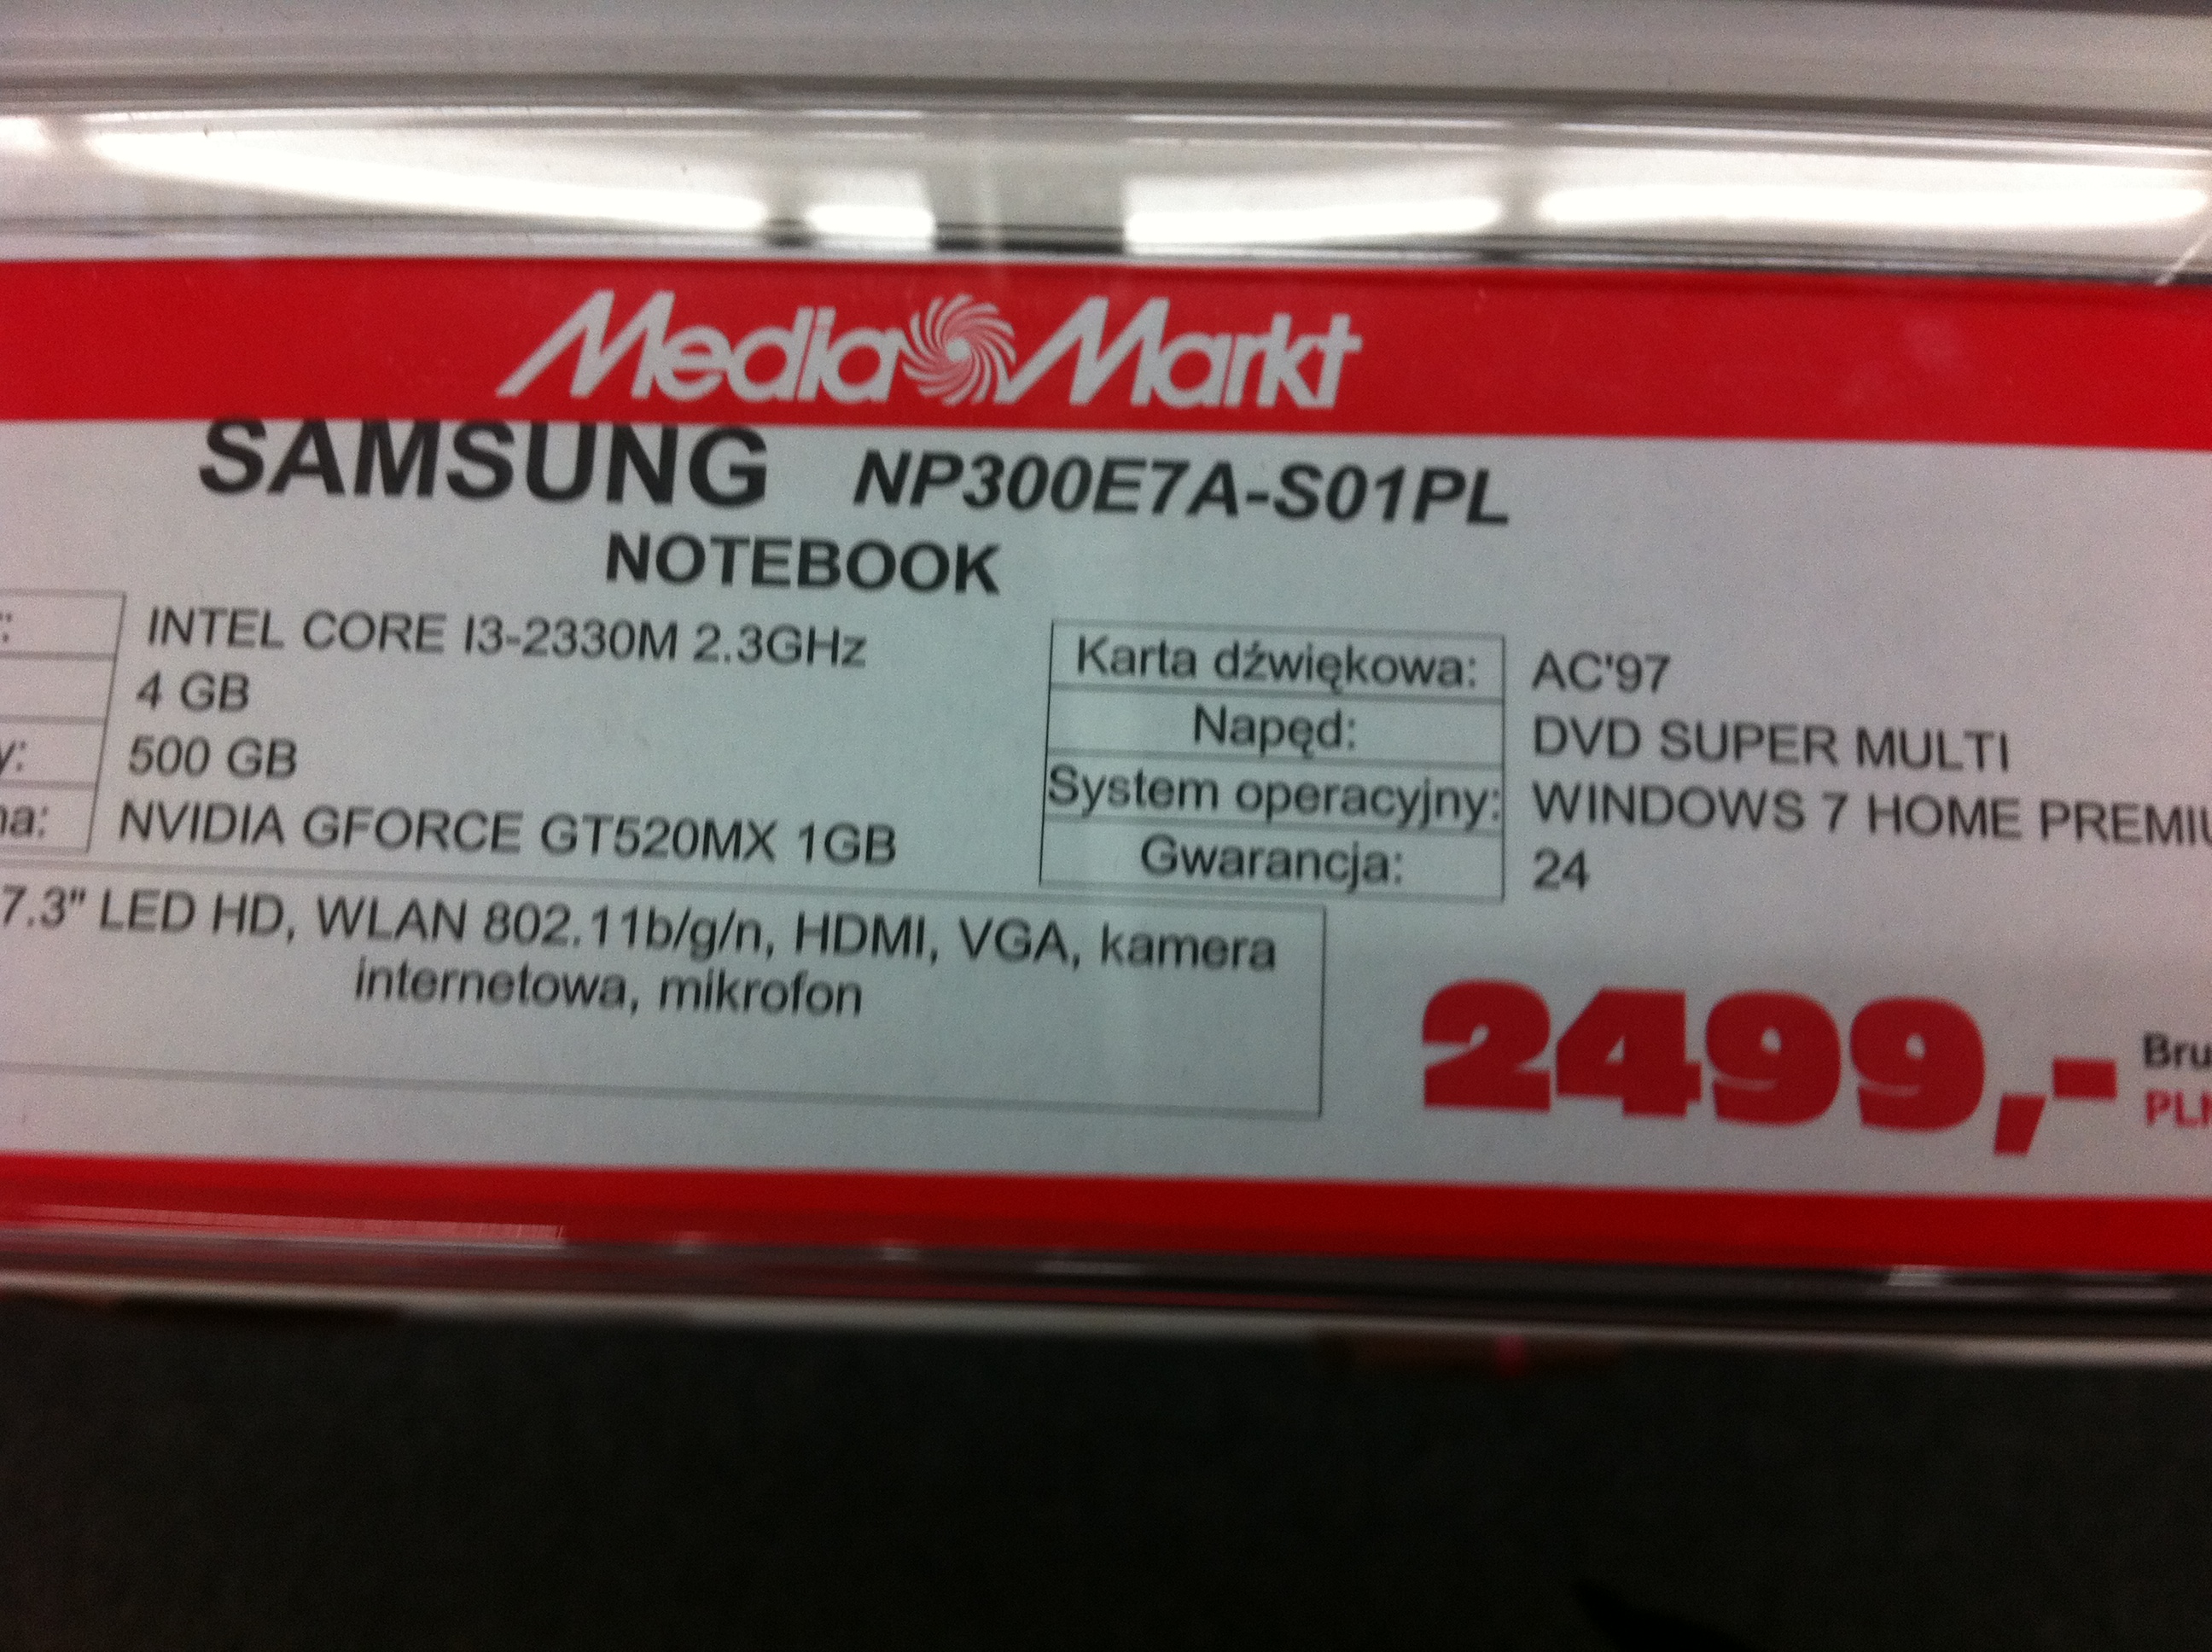 Media Markt
SAMSUNG NP300E7A-S01PL
NOTEBOOK
INTEL CORE I3-2330M 2.3GHz
4 GB
500 GB
NVIDIA GFORCE GT520MX 1GB
Karta dźwiękowa: AC'97
Napęd: DVD SUPER MULTI
System operacyjny: WINDOWS 7 HOME
Gwarancja: 24
7.3" LED HD, WLAN 802.11b/g/n, HDMI, VGA, kamera
internetowa, mikrofon
2499,-